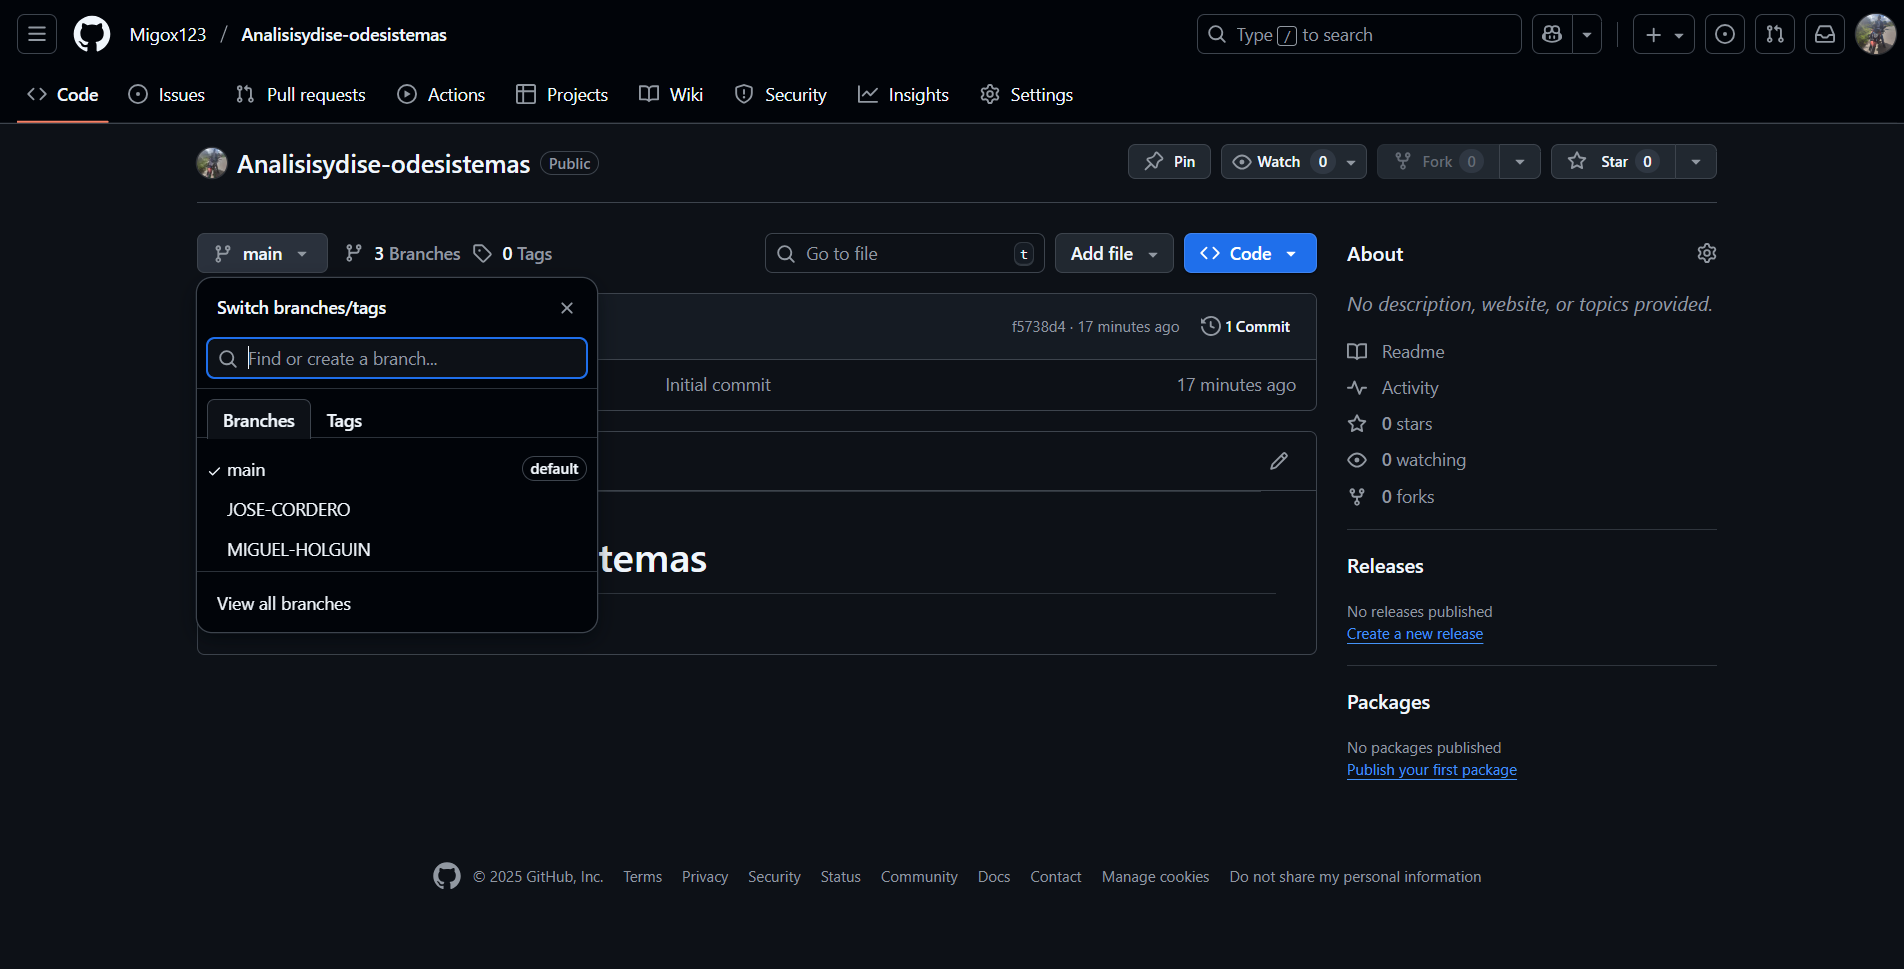 Migox123 / Analisisydise-odesistemas
Type / to search
Code Issues Pull requests Actions Projects Wiki Security Insights Settings
Analisisydise-odesistemas Public
Pin Watch 0 Fork 0 Star 0
main 3 Branches 0 Tags
Go to file t Add file Code
Switch branches/tags
Find or create a branch...
Branches Tags
main default
JOSE-CORDERO
MIGUEL-HOLGUIN
View all branches
f5738d4 · 17 minutes ago 1 Commit
Initial commit 17 minutes ago
temas
About
No description, website, or topics provided.
Readme
Activity
0 stars
0 watching
0 forks
Releases
No releases published
Create a new release
Packages
No packages published
Publish your first package
© 2025 GitHub, Inc. Terms Privacy Security Status Community Docs Contact Manage cookies Do not share my personal information